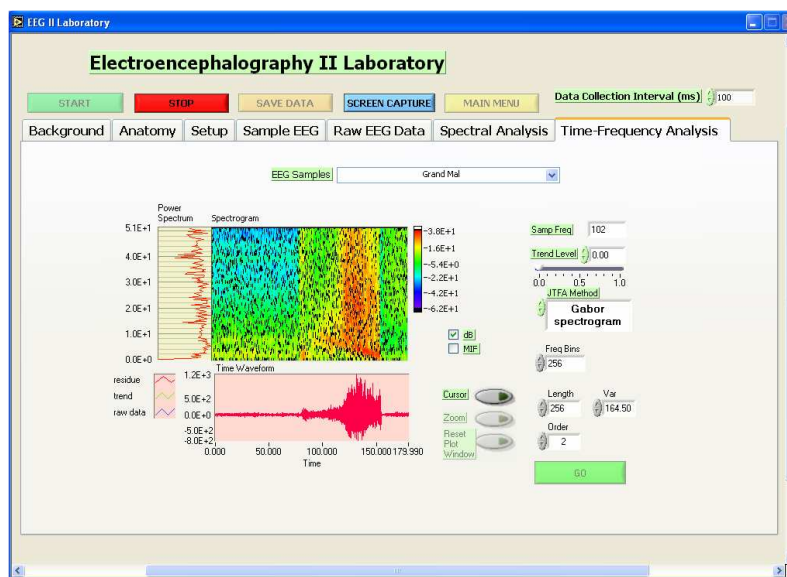 EEG II Laboratory
Electroencephalography II Laboratory
START STOP SAVE DATA SCREEN CAPTURE MAIN MENU Data Collection Interval (ms) 100
Background Anatomy Setup Sample EEG Raw EEG Data Spectral Analysis Time-Frequency Analysis
EEG Samples Grand Mal
Power
Spectrum Spectrogram
5.1E+1
4.0E+1
3.0E+1
2.0E+1
1.0E+1
0.0E+0
-3.8E+1
-1.6E+1
--5.4E+0
--2.2E+1
--4.2E+1
--6.2E+1
Samp Freq 102
Trend Level 0.00
0.0 0.5 1.0
JTFA Method
Gabor
spectrogram
dB
MIF
Freq Bins
256
Time Waveform
residue
trend
raw data
1.2E+3
5.0E+2
0.0E+0
-5.0E+2
-8.0E+2
0.000 50.000 100.000 150.000 179.990
Time
Cursor
Zoom
Reset
Plot
Window
Length Var
256 164.50
Order
2
GO